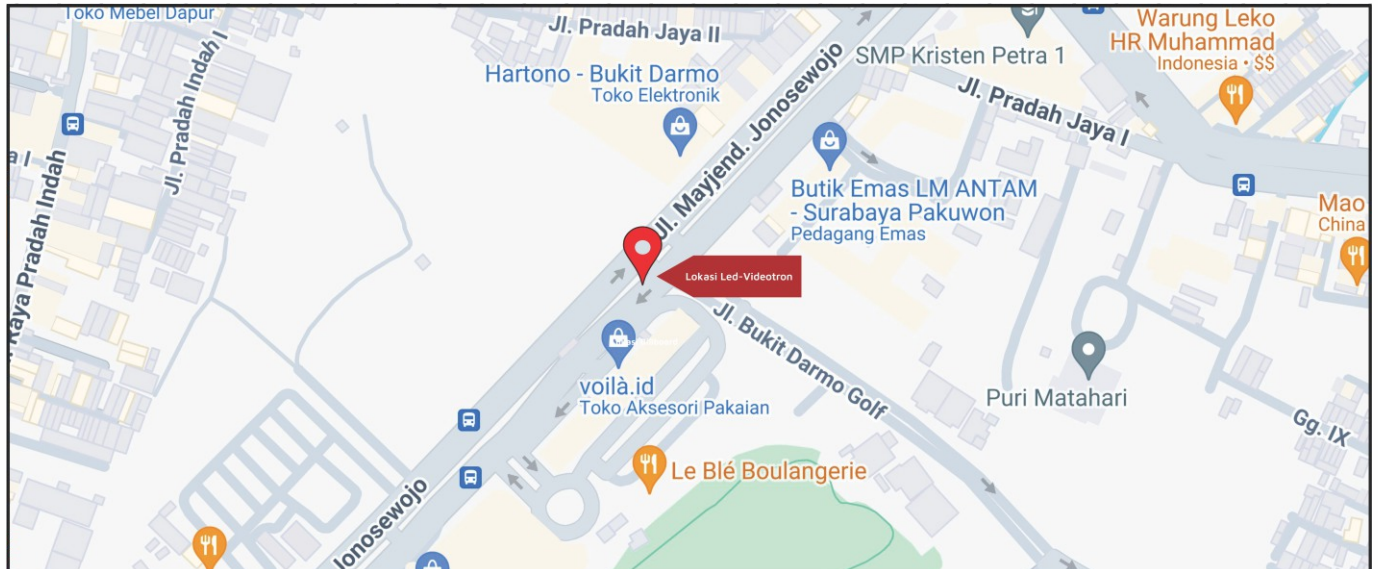 Toko Mebel Dapur
Jl. Pradah Indah I
Jl. Pradah Jaya II
Hartono - Bukit Darmo
Toko Elektronik
SMP Kristen Petra 1
Warung Leko
HR Muhammad
Indonesia • $$
Jl. Pradah Jaya I
Jl. Mayjend. Jonosewojo
Butik Emas LM ANTAM
- Surabaya Pakuwon
Pedagang Emas
Mao
China
a I
Raya Pradah Indah
Lokasi Led-Videotron
Jl. Bukit Darmo Golf
voilà.id
Toko Aksesori Pakaian
Puri Matahari
Gg. IX
Le Blé Boulangerie
Jonosewojo